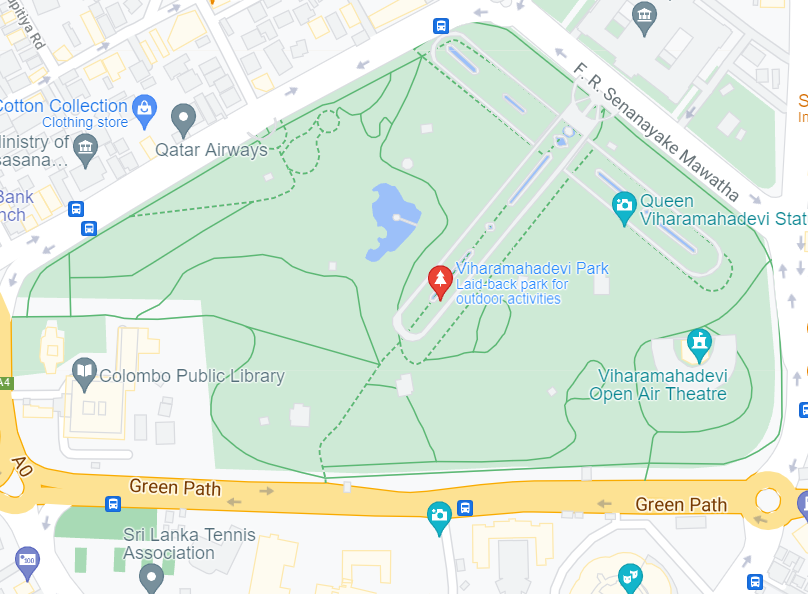 upitiya Rd
F. R. Senanayake Mawatha
Cotton Collection
Clothing store
Qatar Airways
Ministry of
sasana...
Bank
nch
Queen
Viharamahadevi Stat
Viharamahadevi Park
Laid-back park for
outdoor activities
Viharamahadevi
Open Air Theatre
Colombo Public Library
A4
A0
Green Path
Green Path
Sri Lanka Tennis
Association
S
In